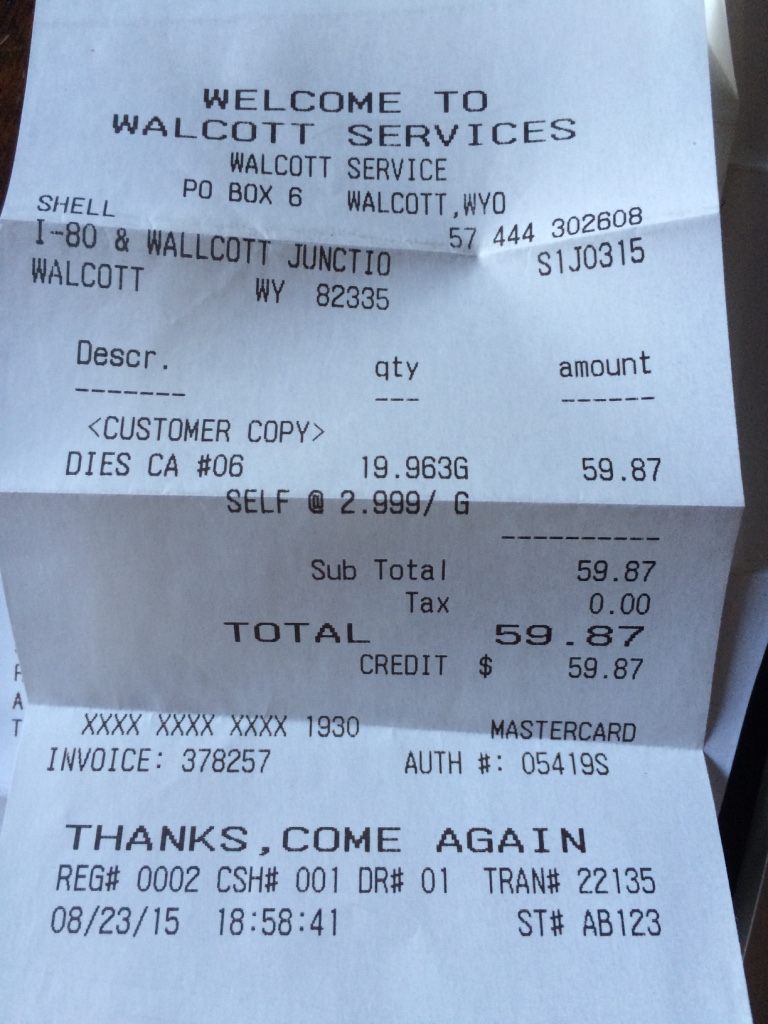 WELCOME TO
WALCOTT SERVICES
WALCOTT SERVICE
PO BOX 6 WALCOTT,WYO
SHELL 57 444 302608
I-80 & WALLCOTT JUNCTIO S1J0315
WALCOTT WY 82335
Descr. qty amount
------- --- ------
<CUSTOMER COPY>
DIES CA #06 19.963G 59.87
SELF @ 2.999/ G
----------
Sub Total 59.87
Tax 0.00
TOTAL 59.87
CREDIT $ 59.87
XXXX XXXX XXXX 1930 MASTERCARD
INVOICE: 378257 AUTH #: 05419S
THANKS,COME AGAIN
REG# 0002 CSH# 001 DR# 01 TRAN# 22135
08/23/15 18:58:41 ST# AB123